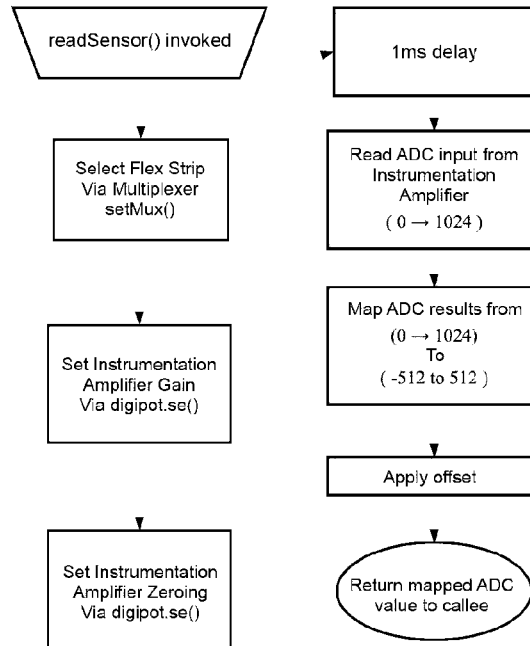 readSensor() invoked
Select Flex Strip
Via Multiplexer
setMux()
Set Instrumentation
Amplifier Gain
Via digipot.se()
Set Instrumentation
Amplifier Zeroing
Via digipot.se()
1ms delay
Read ADC input from
Instrumentation
Amplifier
( 0 → 1024 )
Map ADC results from
(0 → 1024)
To
( -512 to 512 )
Apply offset
Return mapped ADC
value to callee